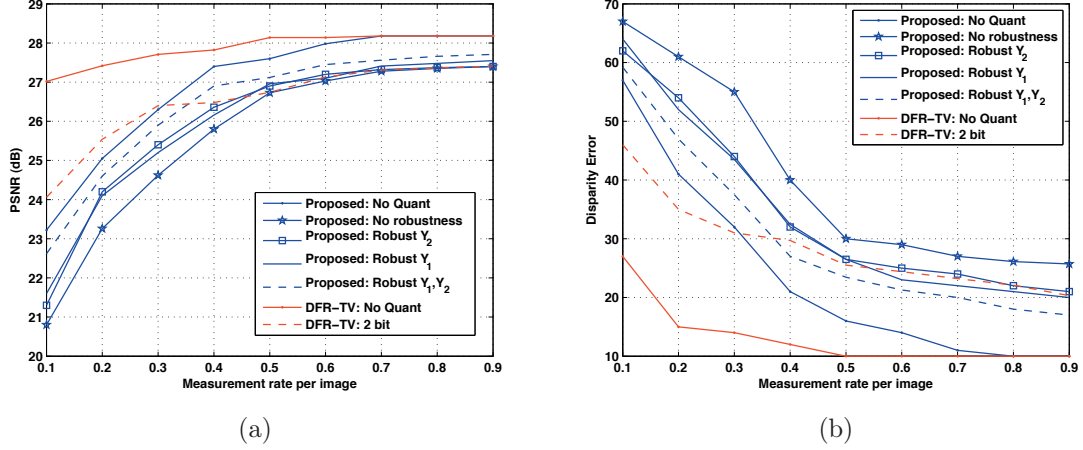 29
28
27
26
25
24
23
22
21
20
PSNR (dB)
0.1 0.2 0.3 0.4 0.5 0.6 0.7 0.8 0.9
Measurement rate per image
Proposed: No Quant
Proposed: No robustness
Proposed: Robust Y2
Proposed: Robust Y1
Proposed: Robust Y1,Y2
DFR−TV: No Quant
DFR−TV: 2 bit
(a)
70
60
50
40
30
20
10
Disparity Error
0.1 0.2 0.3 0.4 0.5 0.6 0.7 0.8 0.9
Measurement rate per image
Proposed: No Quant
Proposed: No robustness
Proposed: Robust Y2
Proposed: Robust Y1
Proposed: Robust Y1,Y2
DFR−TV: No Quant
DFR−TV: 2 bit
(b)